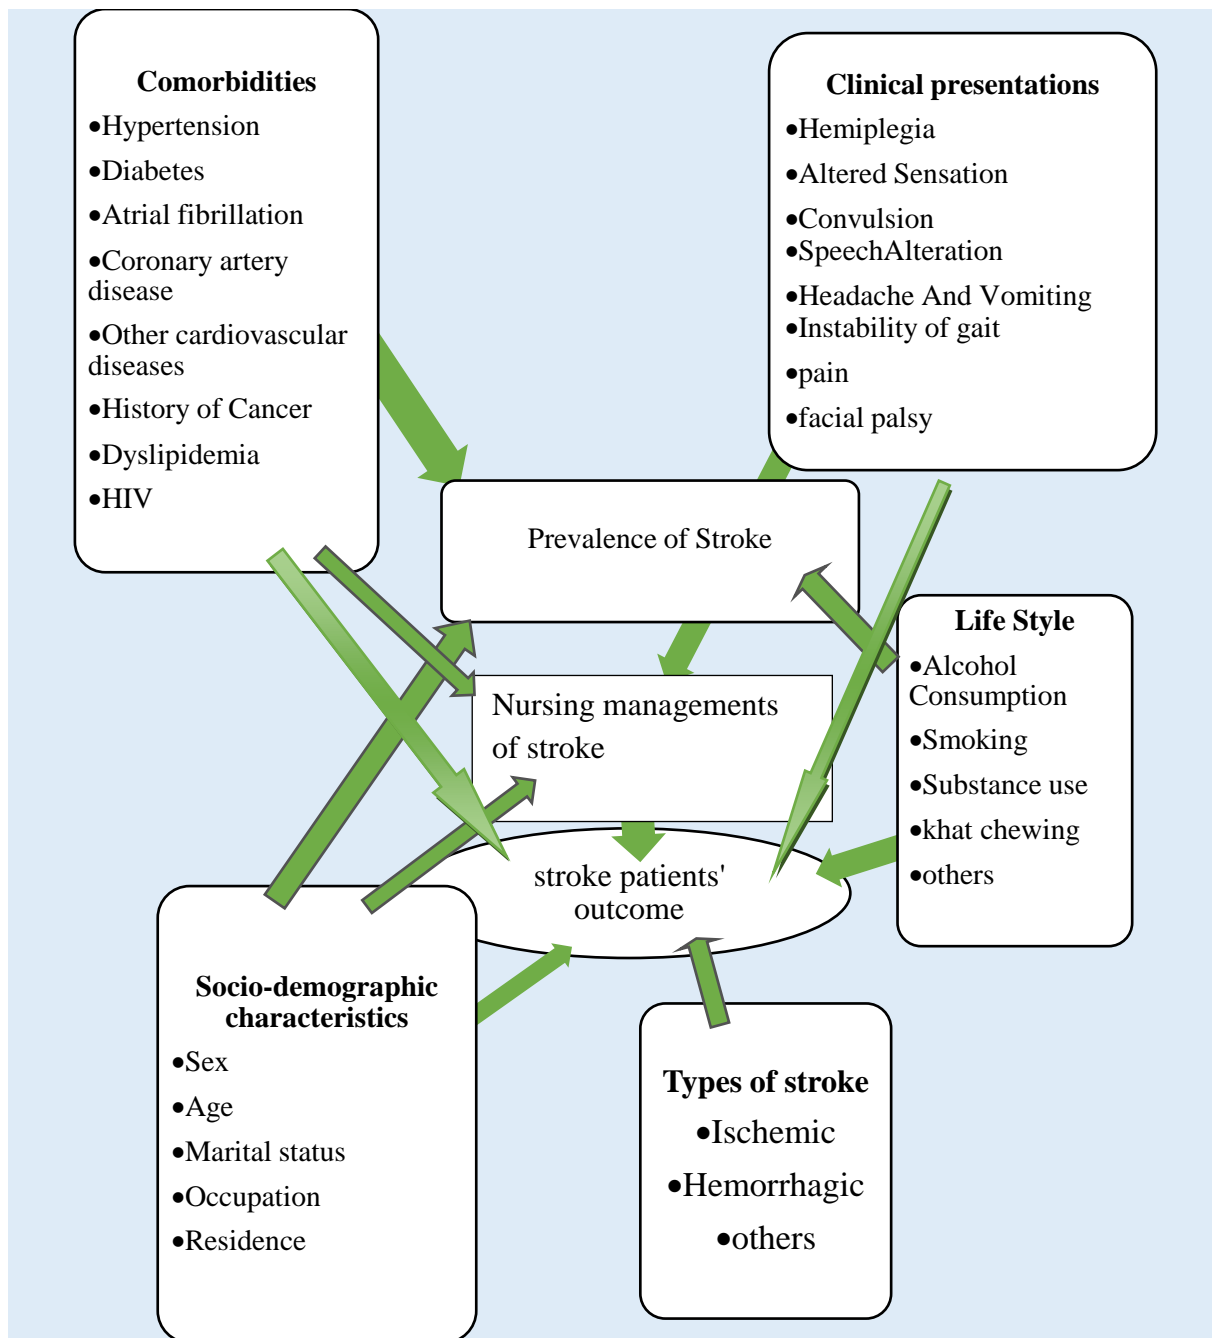 Comorbidities
•Hypertension
•Diabetes
•Atrial fibrillation
•Coronary artery
disease
•Other cardiovascular
diseases
•History of Cancer
•Dyslipidemia
•HIV
Clinical presentations
•Hemiplegia
•Altered Sensation
•Convulsion
•SpeechAlteration
•Headache And Vomiting
•Instability of gait
•pain
•facial palsy
Prevalence of Stroke
Life Style
•Alcohol
Consumption
•Smoking
•Substance use
•khat chewing
•others
Nursing managements
of stroke
stroke patients'
outcome
Socio-demographic
characteristics
•Sex
•Age
•Marital status
•Occupation
•Residence
Types of stroke
•Ischemic
•Hemorrhagic
•others